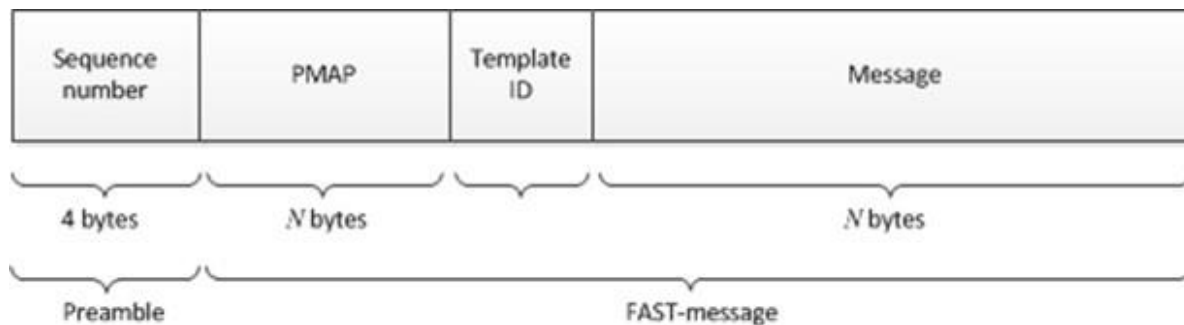 Sequence
number
PMAP
Template
ID
Message
4 bytes
N bytes
N bytes
Preamble
FAST-message